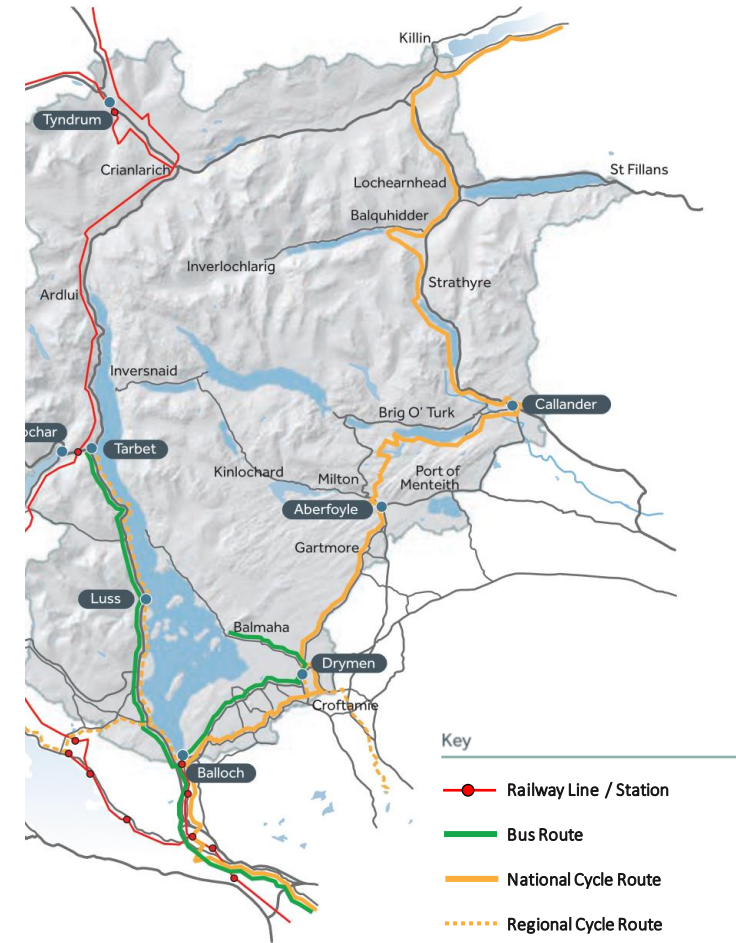 Killin
Tyndrum
Crianlarich
St Fillans
Lochearnhead
Balquhidder
Inverlochlarig
Strathyre
Ardlui
Inversnaid
Callander
Brig O' Turk
ochar
Tarbet
Kinlochard
Milton
Port of
Menteith
Aberfoyle
Gartmore
Luss
Balmaha
Drymen
Croftamie
Key
Balloch
Railway Line / Station
Bus Route
National Cycle Route
Regional Cycle Route